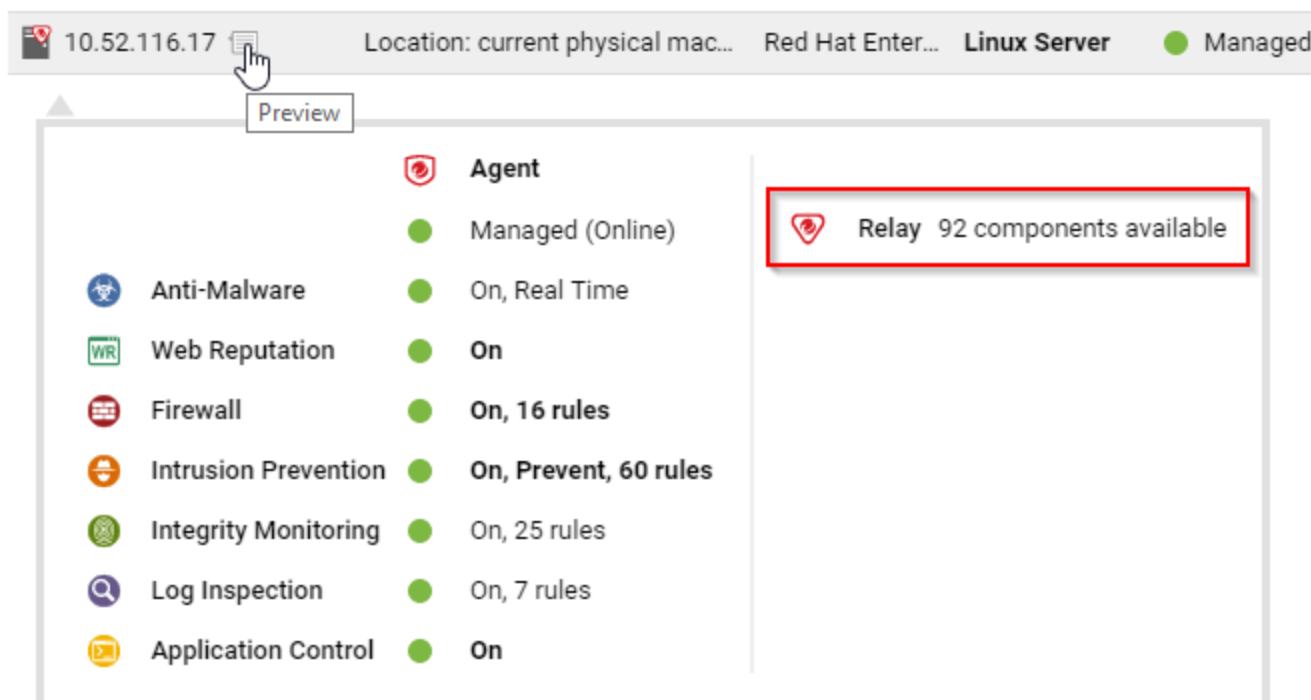 10.52.116.17 Location: current physical mac... Red Hat Enter... Linux Server Managed
Preview
Agent
Managed (Online)
Relay 92 components available
Anti-Malware On, Real Time
WR Web Reputation On
Firewall On, 16 rules
Intrusion Prevention On, Prevent, 60 rules
Integrity Monitoring On, 25 rules
Log Inspection On, 7 rules
Application Control On